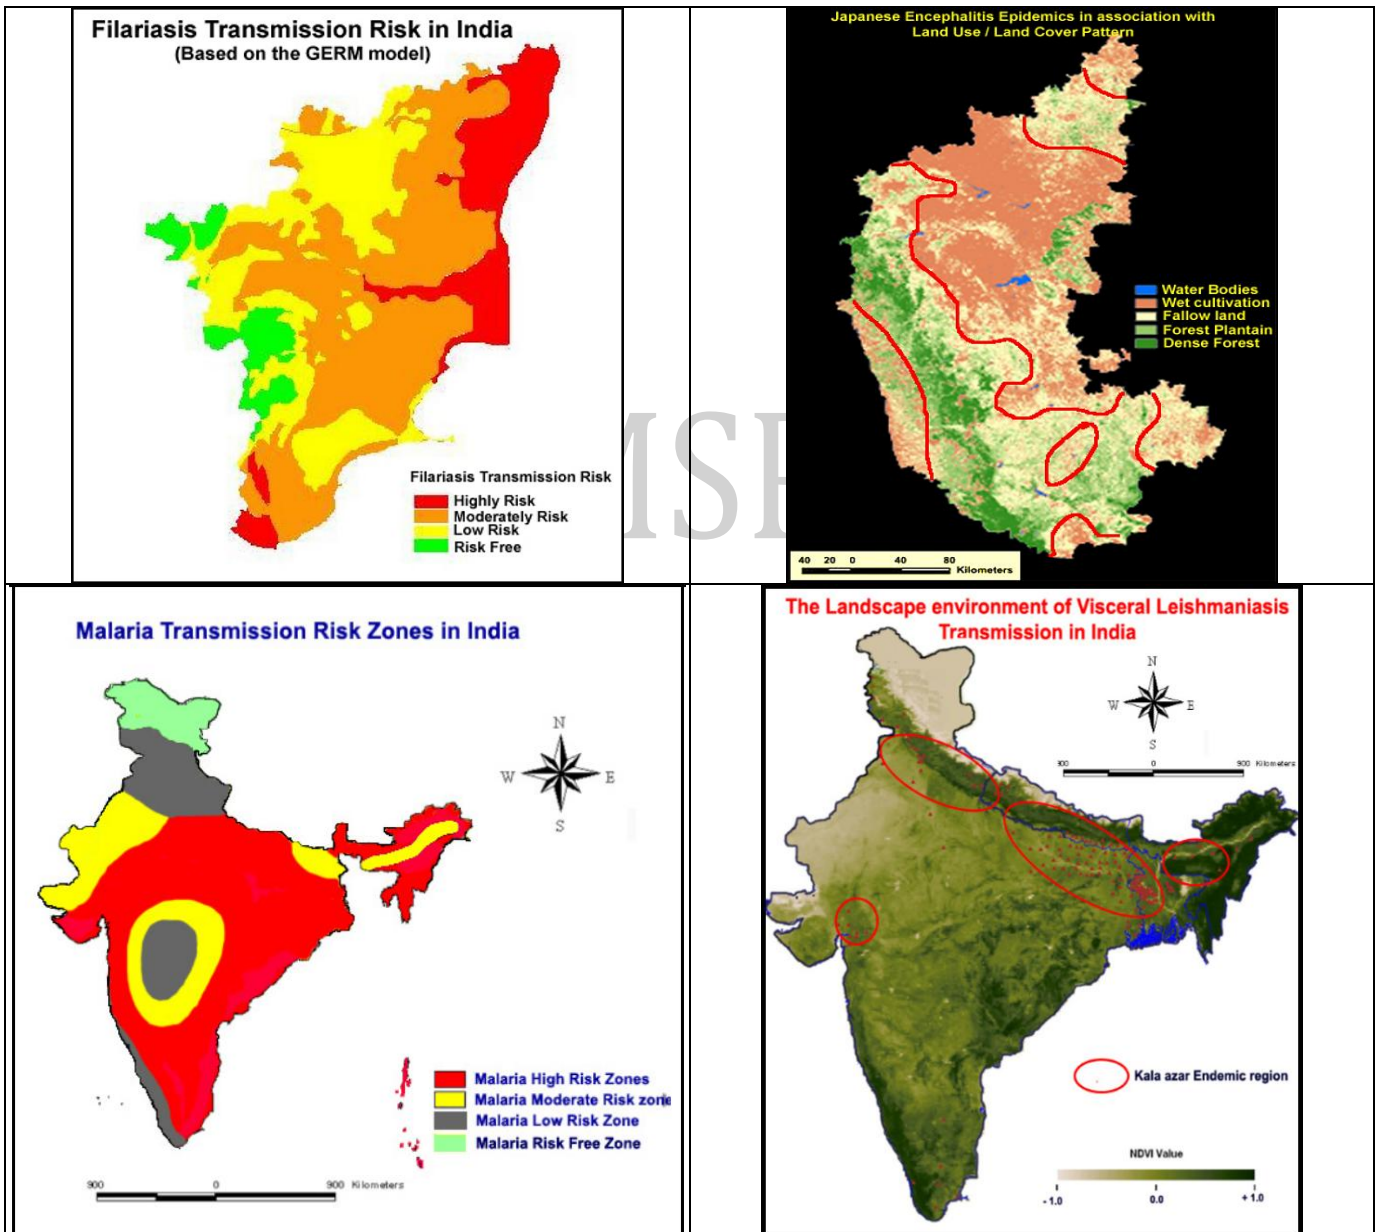 Filariasis Transmission Risk in India
(Based on the GERM model)
Filariasis Transmission Risk
Highly Risk
Moderately Risk
Low Risk
Risk Free
Japanese Encephalitis Epidemics in association with
Land Use / Land Cover Pattern
Water Bodies
Wet cultivation
Fallow land
Forest Plantain
Dense Forest
40 20 0 40 80
Kilometers
Malaria Transmission Risk Zones in India
N
W E
S
Malaria High Risk Zones
Malaria Moderate Risk zone
Malaria Low Risk Zone
Malaria Risk Free Zone
900 0 900 Kilometers
The Landscape environment of Visceral Leishmaniasis
Transmission in India
N
W E
S
0 900 Kilometers
Kala azar Endemic region
NDVI Value
- 1.0 0.0 + 1.0